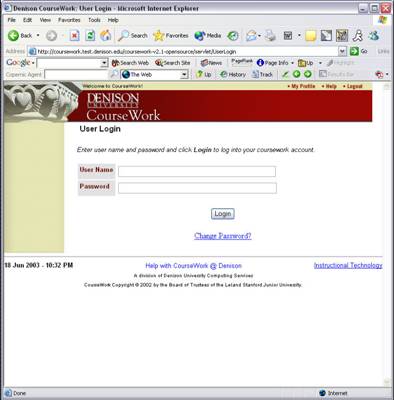 Denison CourseWork: User Login - Microsoft Internet Explorer
File Edit View Favorites Tools Help
Back Search Favorites Media
Address http://coursework.test.denison.edu/coursework-v2.1-opensource/servlet/UserLogin Go Links
Google Search Web Search Site News PageRank Page Info Up Highlight
Copernic Agent The Web Up History Track Results Bar
Welcome to CourseWork! My Profile Help Logout
DENISON
UNIVERSITY
CourseWork
User Login
Enter user name and password and click Login to log into your coursework account.
User Name
Password
Login
Change Password?
18 Jun 2003 - 10:32 PM Help with CourseWork @ Denison Instructional Technology
A division of Denison University Computing Services
CourseWork Copyright © 2002 by the Board of Trustees of the Leland Stanford Junior University.
Done Internet